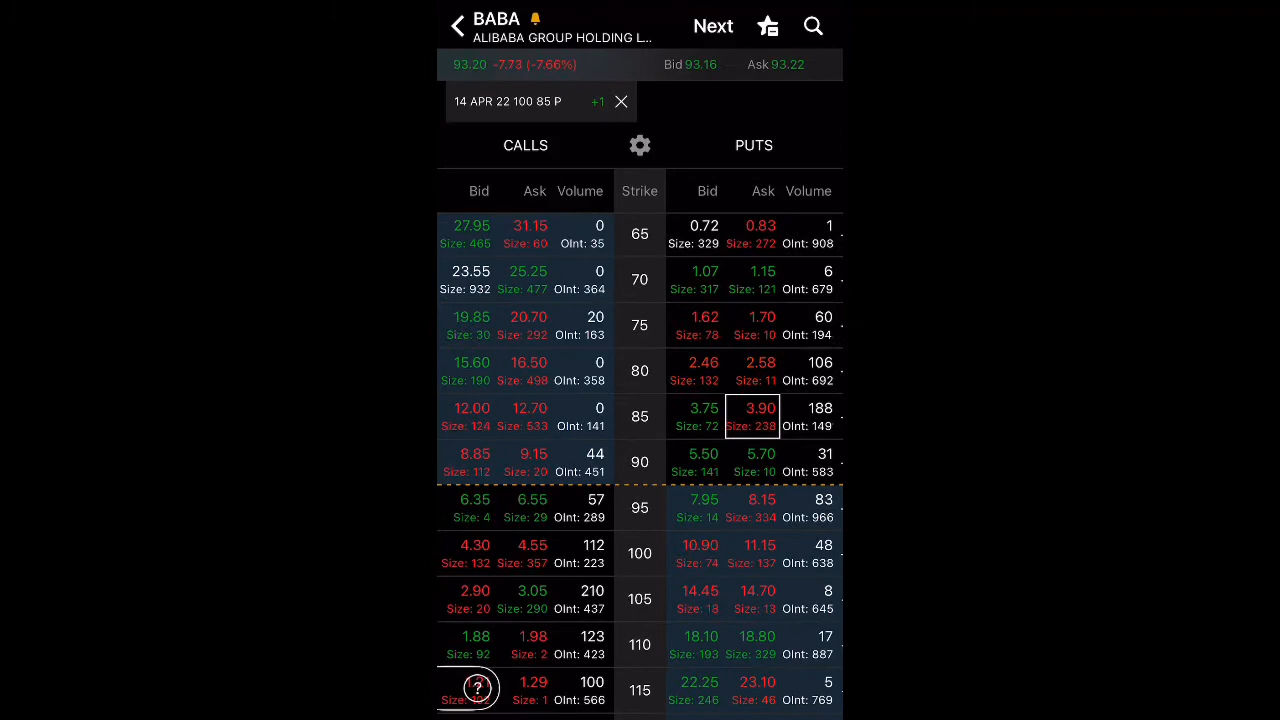 BABA
ALIBABA GROUP HOLDING L...
Next
93.20 -7.73 (-7.66%) Bid 93.16 Ask 93.22
14 APR 22 100 85 P +1
CALLS PUTS
Bid Ask Volume Strike Bid Ask Volume
27.95 31.15 0 65 0.72 0.83 1
Size: 465 Size: 60 OInt: 35 Size: 329 Size: 272 OInt: 908
23.55 25.25 0 70 1.07 1.15 6
Size: 932 Size: 477 OInt: 364 Size: 317 Size: 121 OInt: 679
19.85 20.70 20 75 1.62 1.70 60
Size: 30 Size: 292 OInt: 163 Size: 78 Size: 10 OInt: 194
15.60 16.50 0 80 2.46 2.58 106
Size: 190 Size: 498 OInt: 358 Size: 132 Size: 11 OInt: 692
12.00 12.70 0 85 3.75 3.90 188
Size: 124 Size: 533 OInt: 141 Size: 72 Size: 238 OInt: 149
8.85 9.15 44 90 5.50 5.70 31
Size: 112 Size: 20 OInt: 451 Size: 141 Size: 10 OInt: 583
6.35 6.55 57 95 7.95 8.15 83
Size: 4 Size: 29 OInt: 289 Size: 14 Size: 334 OInt: 966
4.30 4.55 112 100 10.90 11.15 48
Size: 132 Size: 357 OInt: 223 Size: 74 Size: 137 OInt: 638
2.90 3.05 210 105 14.45 14.70 8
Size: 20 Size: 290 OInt: 437 Size: 18 Size: 13 OInt: 645
1.88 1.98 123 110 18.10 18.80 17
Size: 92 Size: 2 OInt: 423 Size: 193 Size: 329 OInt: 887
? 1.29 100 115 22.25 23.10 5
Size: 1 OInt: 566 Size: 246 Size: 46 OInt: 769